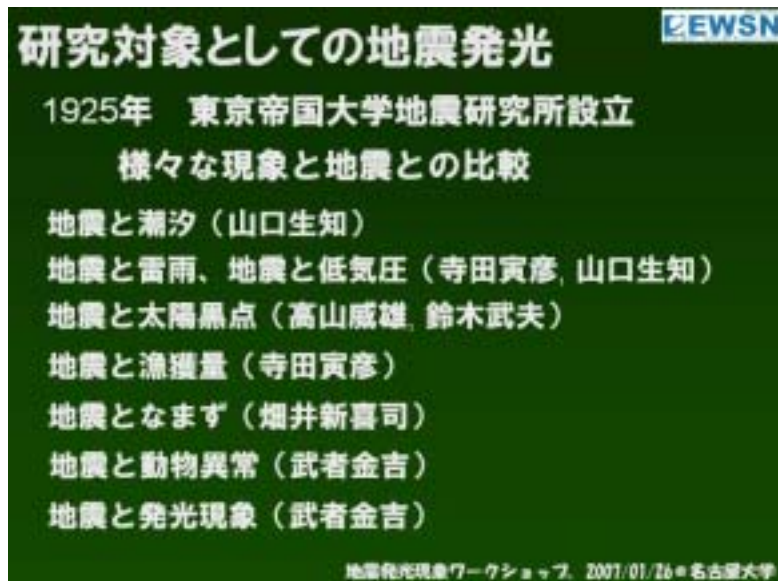 EWSN
研究対象としての地震発光
1925年　東京帝国大学地震研究所設立
様々な現象と地震との比較
地震と潮汐（山口生知）
地震と雷雨、地震と低気圧（寺田寅彦, 山口生知）
地震と太陽黒点（高山威雄, 鈴木武夫）
地震と漁獲量（寺田寅彦）
地震となまず（畑井新喜司）
地震と動物異常（武者金吉）
地震と発光現象（武者金吉）
地震発光現象ワークショップ、2007/01/26@名古屋大学